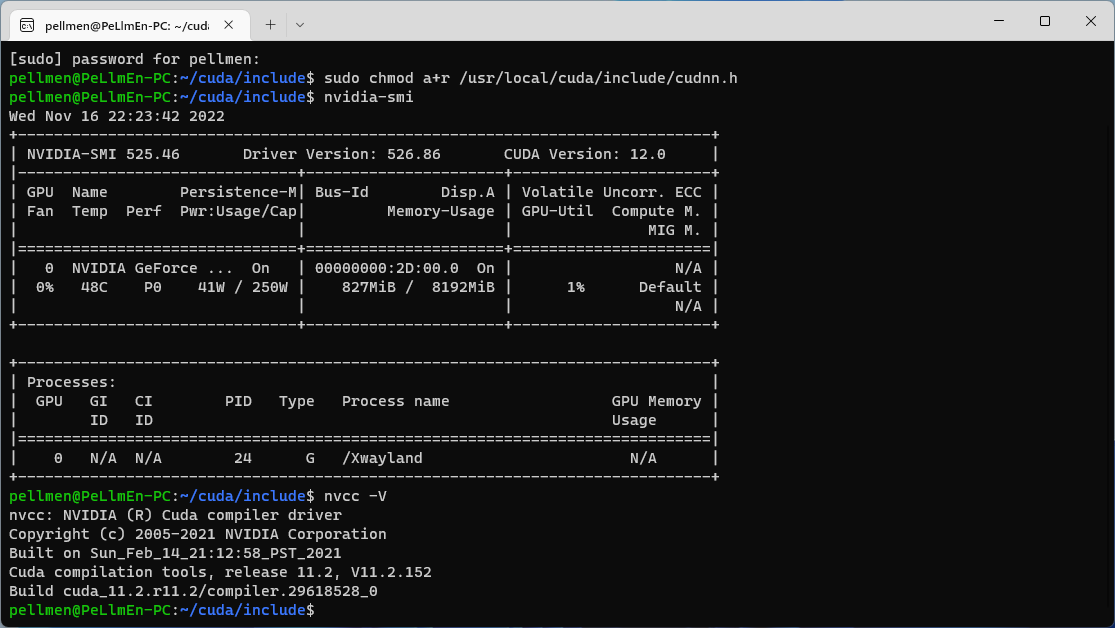 pellmen@PeLlmEn-PC: ~/cuda
[sudo] password for pellmen:
pellmen@PeLlmEn-PC:~/cuda/include$ sudo chmod a+r /usr/local/cuda/include/cudnn.h
pellmen@PeLlmEn-PC:~/cuda/include$ nvidia-smi
Wed Nov 16 22:23:42 2022
+-----------------------------------------------------------------------------+
| NVIDIA-SMI 525.46       Driver Version: 526.86       CUDA Version: 12.0     |
|-------------------------------+----------------------+----------------------+
| GPU  Name        Persistence-M| Bus-Id        Disp.A | Volatile Uncorr. ECC |
| Fan  Temp  Perf  Pwr:Usage/Cap|         Memory-Usage | GPU-Util  Compute M. |
|                               |                      |               MIG M. |
|===============================+======================+======================|
|   0  NVIDIA GeForce ...  On   | 00000000:2D:00.0  On |                  N/A |
|  0%   48C    P0    41W / 250W |    827MiB /  8192MiB |      1%      Default |
|                               |                      |                  N/A |
+-------------------------------+----------------------+----------------------+
+-----------------------------------------------------------------------------+
| Processes:                                                                  |
|  GPU   GI   CI        PID   Type   Process name                  GPU Memory |
|        ID   ID                                                   Usage      |
|=============================================================================|
|    0   N/A  N/A        24      G   /Xwayland                       N/A      |
+-----------------------------------------------------------------------------+
pellmen@PeLlmEn-PC:~/cuda/include$ nvcc -V
nvcc: NVIDIA (R) Cuda compiler driver
Copyright (c) 2005-2021 NVIDIA Corporation
Built on Sun_Feb_14_21:12:58_PST_2021
Cuda compilation tools, release 11.2, V11.2.152
Build cuda_11.2.r11.2/compiler.29618528_0
pellmen@PeLlmEn-PC:~/cuda/include$